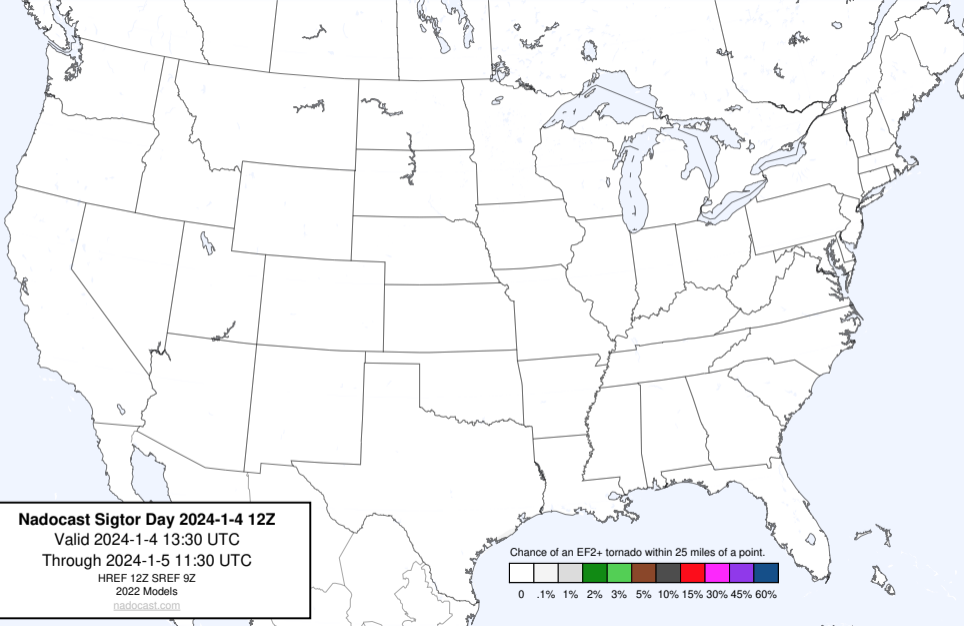 Nadocast Sigtor Day 2024-1-4 12Z
Valid 2024-1-4 13:30 UTC
Through 2024-1-5 11:30 UTC
HREF 12Z SREF 9Z
2022 Models
nadocast.com
Chance of an EF2+ tornado within 25 miles of a point.
0 .1% 1% 2% 3% 5% 10% 15% 30% 45% 60%